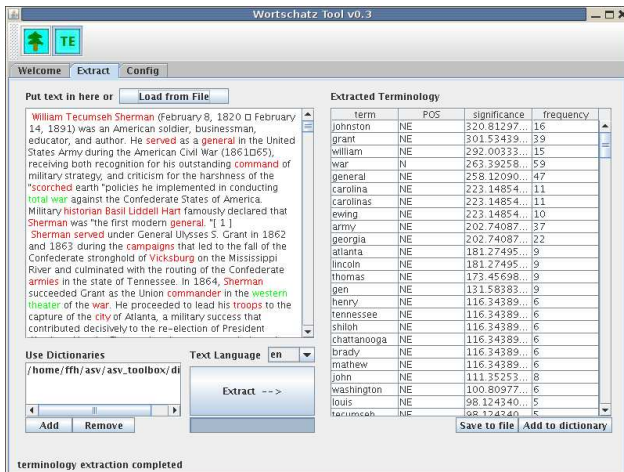 Wortschatz Tool v0.3
TE
Welcome Extract Config
Put text in here or Load from File
William Tecumseh Sherman (February 8, 1820 □ February
14, 1891) was an American soldier, businessman,
educator, and author. He served as a general in the United
States Army during the American Civil War (1861□65),
receiving both recognition for his outstanding command of
military strategy, and criticism for the harshness of the
"scorched earth "policies he implemented in conducting
total war against the Confederate States of America.
Military historian Basil Liddell Hart famously declared that
Sherman was "the first modern general. "[ 1 ]
Sherman served under General Ulysses S. Grant in 1862
and 1863 during the campaigns that led to the fall of the
Confederate stronghold of Vicksburg on the Mississippi
River and culminated with the routing of the Confederate
armies in the state of Tennessee. In 1864, Sherman
succeeded Grant as the Union commander in the western
theater of the war. He proceeded to lead his troops to the
capture of the city of Atlanta, a military success that
contributed decisively to the re-election of President
Use Dictionaries
/home/ffh/asv/asv_toolbox/di
Add Remove
Text Language en
Extract -->
Extracted Terminology
term POS significance frequency
johnston NE 320.81297... 16
grant NE 301.53439... 39
william NE 292.00333... 15
war N 263.39258... 59
general NE 258.12090... 47
carolina NE 223.14854... 11
carolinas NE 223.14854... 11
ewing NE 223.14854... 10
army NE 202.74087... 37
georgia NE 202.74087... 22
atlanta NE 181.27495... 9
lincoln NE 181.27495... 9
thomas NE 173.45698... 9
gen NE 131.58383... 9
henry NE 116.34389... 6
tennessee NE 116.34389... 6
shiloh NE 116.34389... 6
chattanooga NE 116.34389... 6
brady NE 116.34389... 6
mathew NE 116.34389... 6
john NE 111.35253... 8
washington NE 100.80977... 6
louis NE 98.124340... 5
tecumseh NE 98.124340... 5
Save to file Add to dictionary
terminology extraction completed